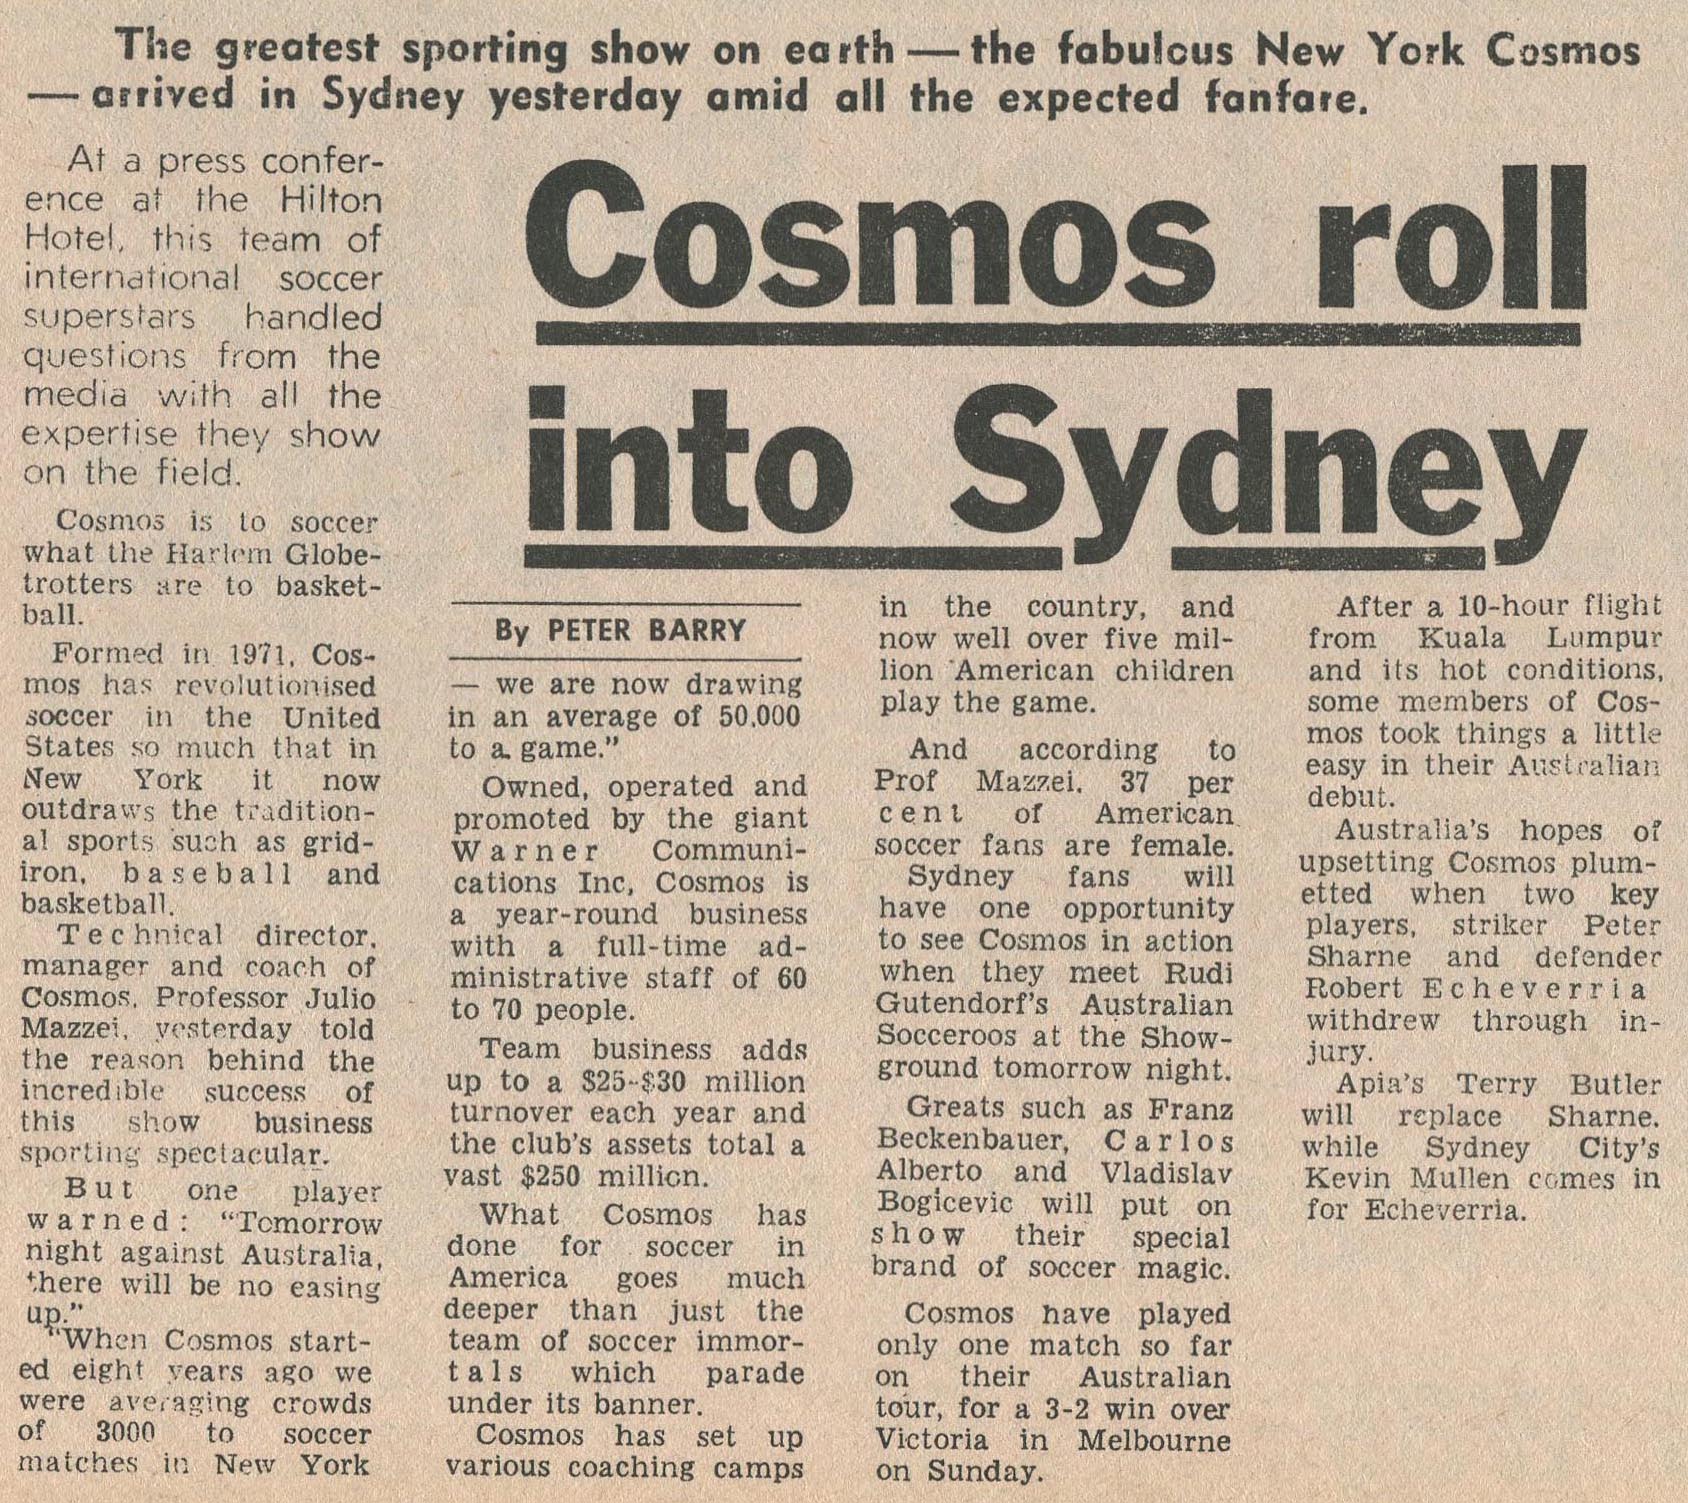 The greatest sporting show on earth — the fabulous New York Cosmos
— arrived in Sydney yesterday amid all the expected fanfare.
Cosmos roll
into Sydney
At a press confer-
ence at the Hilton
Hotel, this team of
international soccer
superstars handled
questions from the
media with all the
expertise they show
on the field.
Cosmos is to soccer
what the Harlem Globe-
trotters are to basket-
ball.
Formed in 1971, Cos-
mos has revolutionised
soccer in the United
States so much that in
New York it now
outdraws the tradition-
al sports such as grid-
iron, baseball and
basketball.
Technical director,
manager and coach of
Cosmos, Professor Julio
Mazzei, yesterday told
the reason behind the
incredible success of
this show business
sporting spectacular.
But one player
warned: "Tomorrow
night against Australia,
there will be no easing
up."
"When Cosmos start-
ed eight years ago we
were averaging crowds
of 3000 to soccer
matches in New York
By PETER BARRY
— we are now drawing
in an average of 50,000
to a game."
Owned, operated and
promoted by the giant
Warner Communi-
cations Inc, Cosmos is
a year-round business
with a full-time ad-
ministrative staff of 60
to 70 people.
Team business adds
up to a $25-$30 million
turnover each year and
the club's assets total a
vast $250 million.
What Cosmos has
done for soccer in
America goes much
deeper than just the
team of soccer immor-
tals which parade
under its banner.
Cosmos has set up
various coaching camps
in the country, and
now well over five mil-
lion American children
play the game.
And according to
Prof Mazzei, 37 per
cent of American
soccer fans are female.
Sydney fans will
have one opportunity
to see Cosmos in action
when they meet Rudi
Gutendorf's Australian
Socceroos at the Show-
ground tomorrow night.
Greats such as Franz
Beckenbauer, Carlos
Alberto and Vladislav
Bogicevic will put on
show their special
brand of soccer magic.
Cosmos have played
only one match so far
on their Australian
tour, for a 3-2 win over
Victoria in Melbourne
on Sunday.
After a 10-hour flight
from Kuala Lumpur
and its hot conditions,
some members of Cos-
mos took things a little
easy in their Australian
debut.
Australia's hopes of
upsetting Cosmos plum-
etted when two key
players, striker Peter
Sharne and defender
Robert Echeverria
withdrew through in-
jury.
Apia's Terry Butler
will replace Sharne,
while Sydney City's
Kevin Mullen comes in
for Echeverria.